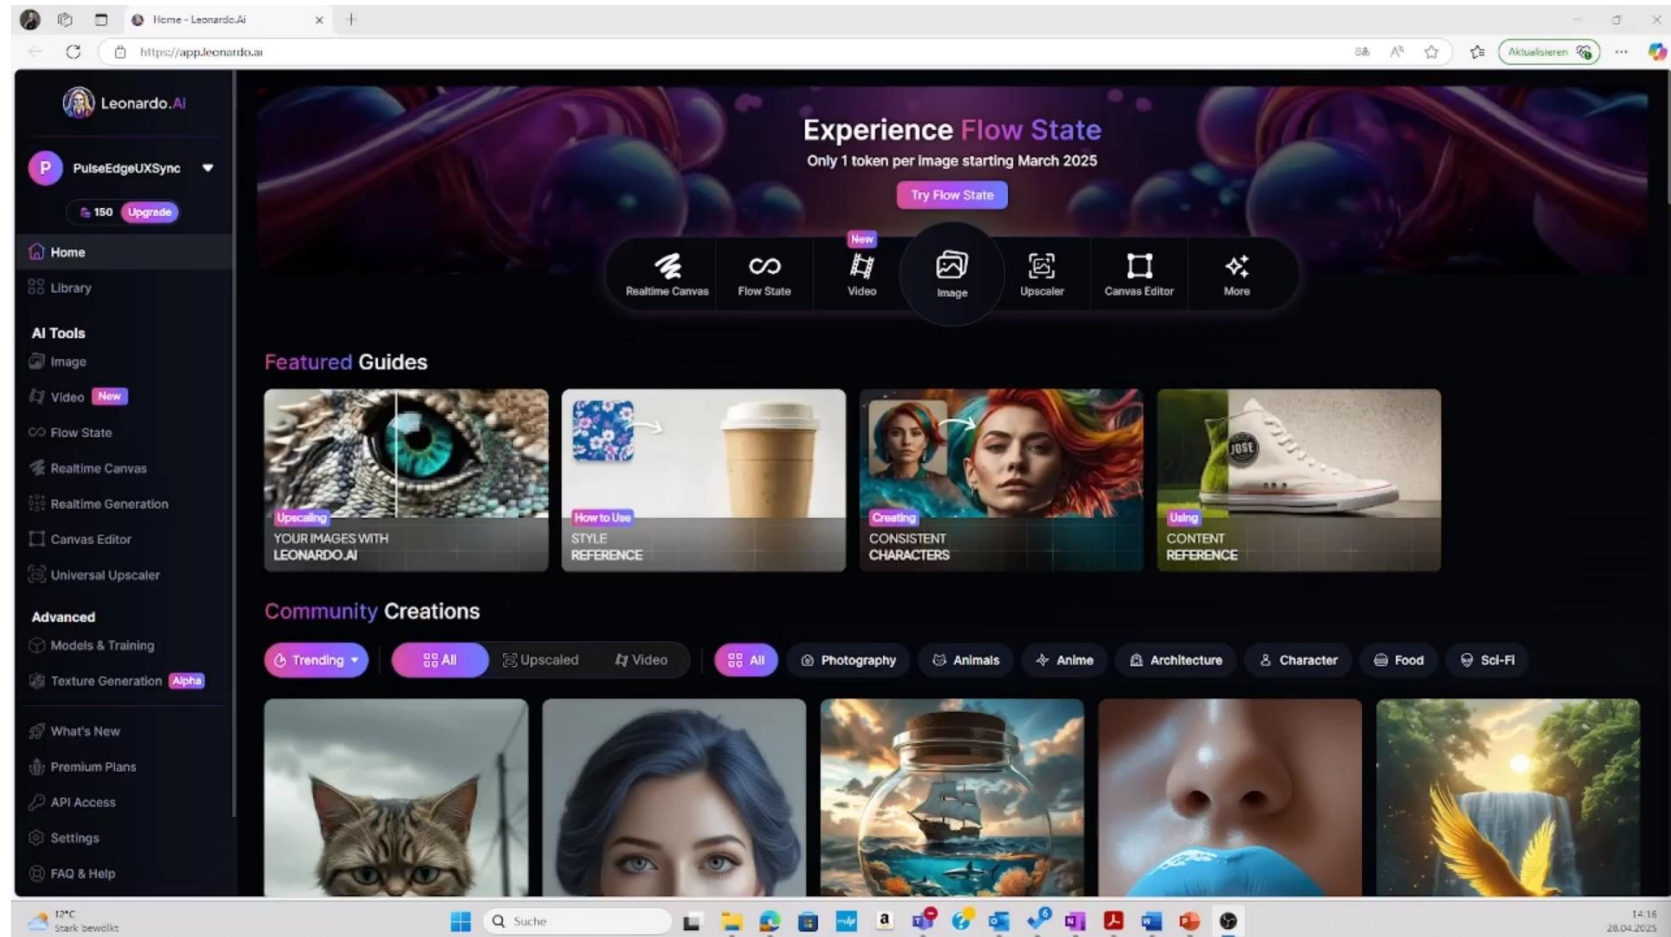 Home - Leonardo.Ai
https://app.leonardo.ai
Aktualisieren
Leonardo.Ai
P
PulseEdgeUXSync
150
Upgrade
Home
Library
AI Tools
Image
Video New
Flow State
Realtime Canvas
Realtime Generation
Canvas Editor
Universal Upscaler
Advanced
Models & Training
Texture Generation Alpha
What's New
Premium Plans
API Access
Settings
FAQ & Help
Experience Flow State
Only 1 token per image starting March 2025
Try Flow State
New
Realtime Canvas
Flow State
Video
Image
Upscaler
Canvas Editor
More
Featured Guides
Upscaling
YOUR IMAGES WITH
LEONARDO.AI
How to Use
STYLE
REFERENCE
Creating
CONSISTENT
CHARACTERS
JOSE
Using
CONTENT
REFERENCE
Community Creations
Trending
All
Upscaled
Video
All
Photography
Animals
Anime
Architecture
Character
Food
Sci-Fi
12°C
Stark bewölkt
Suche
a
6
14:16
28.04.2025